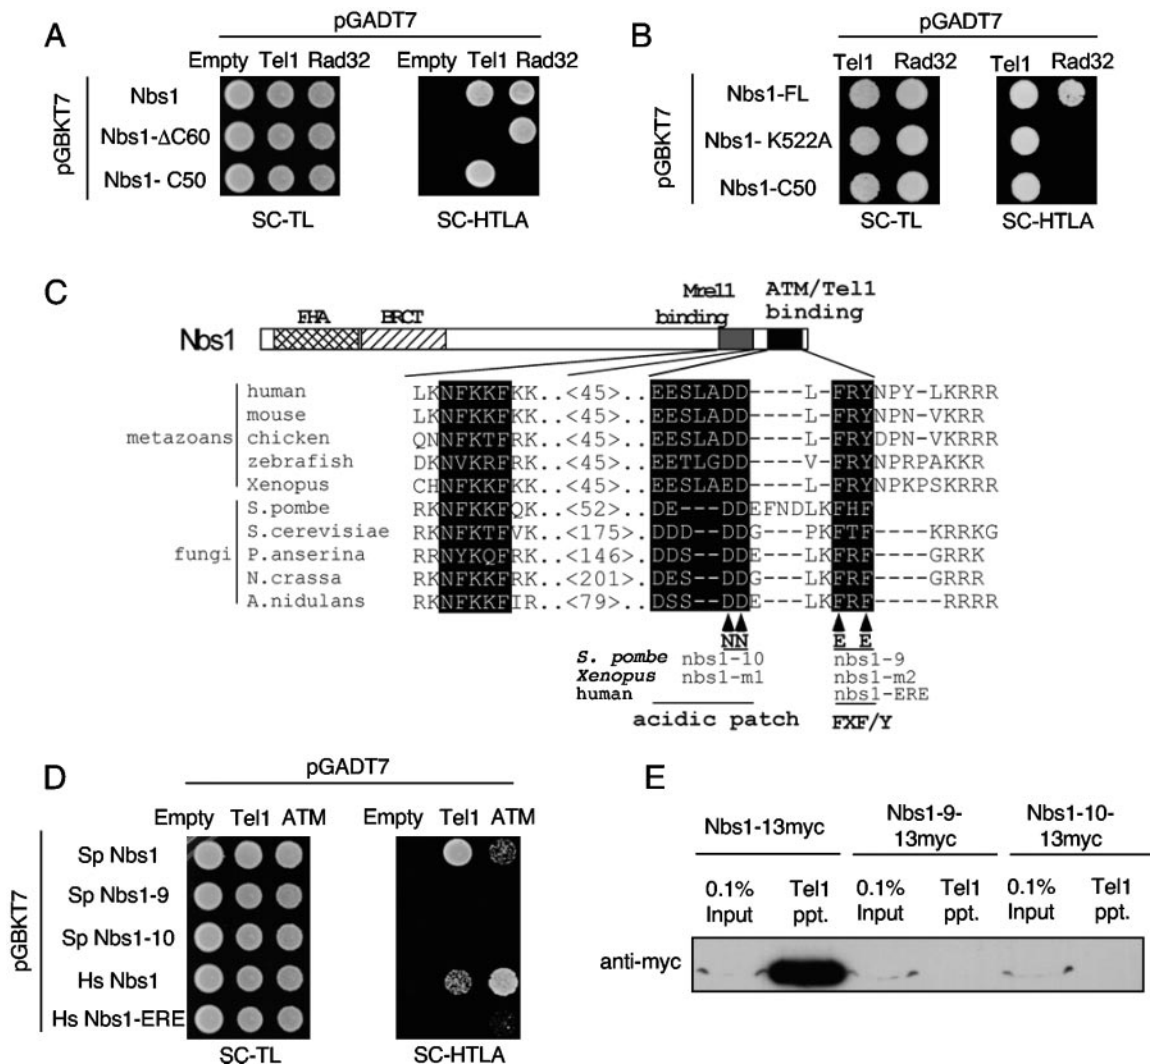 A
pGADT7
Empty Tel1 Rad32
Empty Tel1 Rad32
pGBKT7
Nbs1
Nbs1-ΔC60
Nbs1- C50
SC-TL
SC-HTLA
B
pGADT7
Tel1 Rad32
Tel1 Rad32
pGBKT7
Nbs1-FL
Nbs1- K522A
Nbs1-C50
SC-TL
SC-HTLA
C
Mre11 binding
ATM/Tel1 binding
FHA
BRCT
Nbs1
metazoans
human LKNFKKFKK..<45>..EESLADD----L-FRYNPY-LKRRR
mouse LKNFKKFKK..<45>..EESLADD----L-FRYNPN-VKRRR
chicken QNNFKTFRK..<45>..EESLADD----L-FRYDPN-VKRRR
zebrafish DKNVKRFRK..<45>..EETLGDD----V-FRYNPRPAKKR
Xenopus CHNFKKFKK..<45>..EESLAED----L-FRYNPKPSKRRR
fungi
S.pombe RKNFKKFQK..<52>..DE---DDEFNDLKFHF
S.cerevisiae RKNFKTFVK..<175>..DDD--DDG---PKFTF----KRRKG
P.anserina RRNYKQFRK..<146>..DDS--DDE---LKFRF----GRRK
N.crassa RKNFKKFRK..<201>..DES--DDG---LKFRF----GRRR
A.nidulans RKNFKKFIR..<79>..DSS--DDE---LKFRF----RRRR
NN
E E
S. pombe nbs1-10 nbs1-9
Xenopus nbs1-m1 nbs1-m2
human nbs1-ERE
acidic patch FXF/Y
D
pGADT7
Empty Tel1 ATM
Empty Tel1 ATM
pGBKT7
Sp Nbs1
Sp Nbs1-9
Sp Nbs1-10
Hs Nbs1
Hs Nbs1-ERE
SC-TL
SC-HTLA
E
Nbs1-13myc
Nbs1-9-13myc
Nbs1-10-13myc
0.1% Input
Tel1 ppt.
0.1% Input
Tel1 ppt.
0.1% Input
Tel1 ppt.
anti-myc